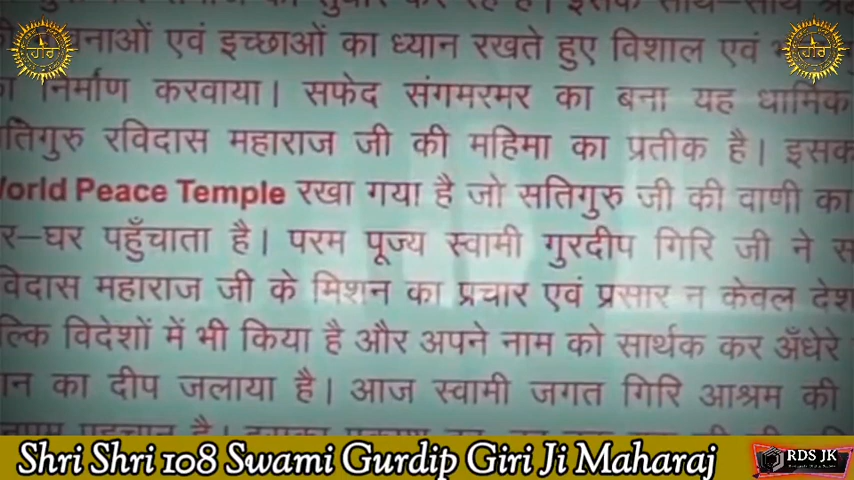 भावनाओं एवं इच्छाओं का ध्यान रखते हुए विशाल एवं
का निर्माण करवाया। सफेद संगमरमर का बना यह धार्मिक
सतिगुरु रविदास महाराज जी की महिमा का प्रतीक है। इसक
World Peace Temple रखा गया है जो सतिगुरु जी की वाणी का
र–घर पहुँचाता है। परम पूज्य स्वामी गुरदीप गिरि जी ने स
विदास महाराज जी के मिशन का प्रचार एवं प्रसार न केवल देश
ल्कि विदेशों में भी किया है और अपने नाम को सार्थक कर अँधेरे
ान का दीप जलाया है। आज स्वामी जगत गिरि आश्रम की
Shri Shri 108 Swami Gurdip Giri Ji Maharaj
RDS JK